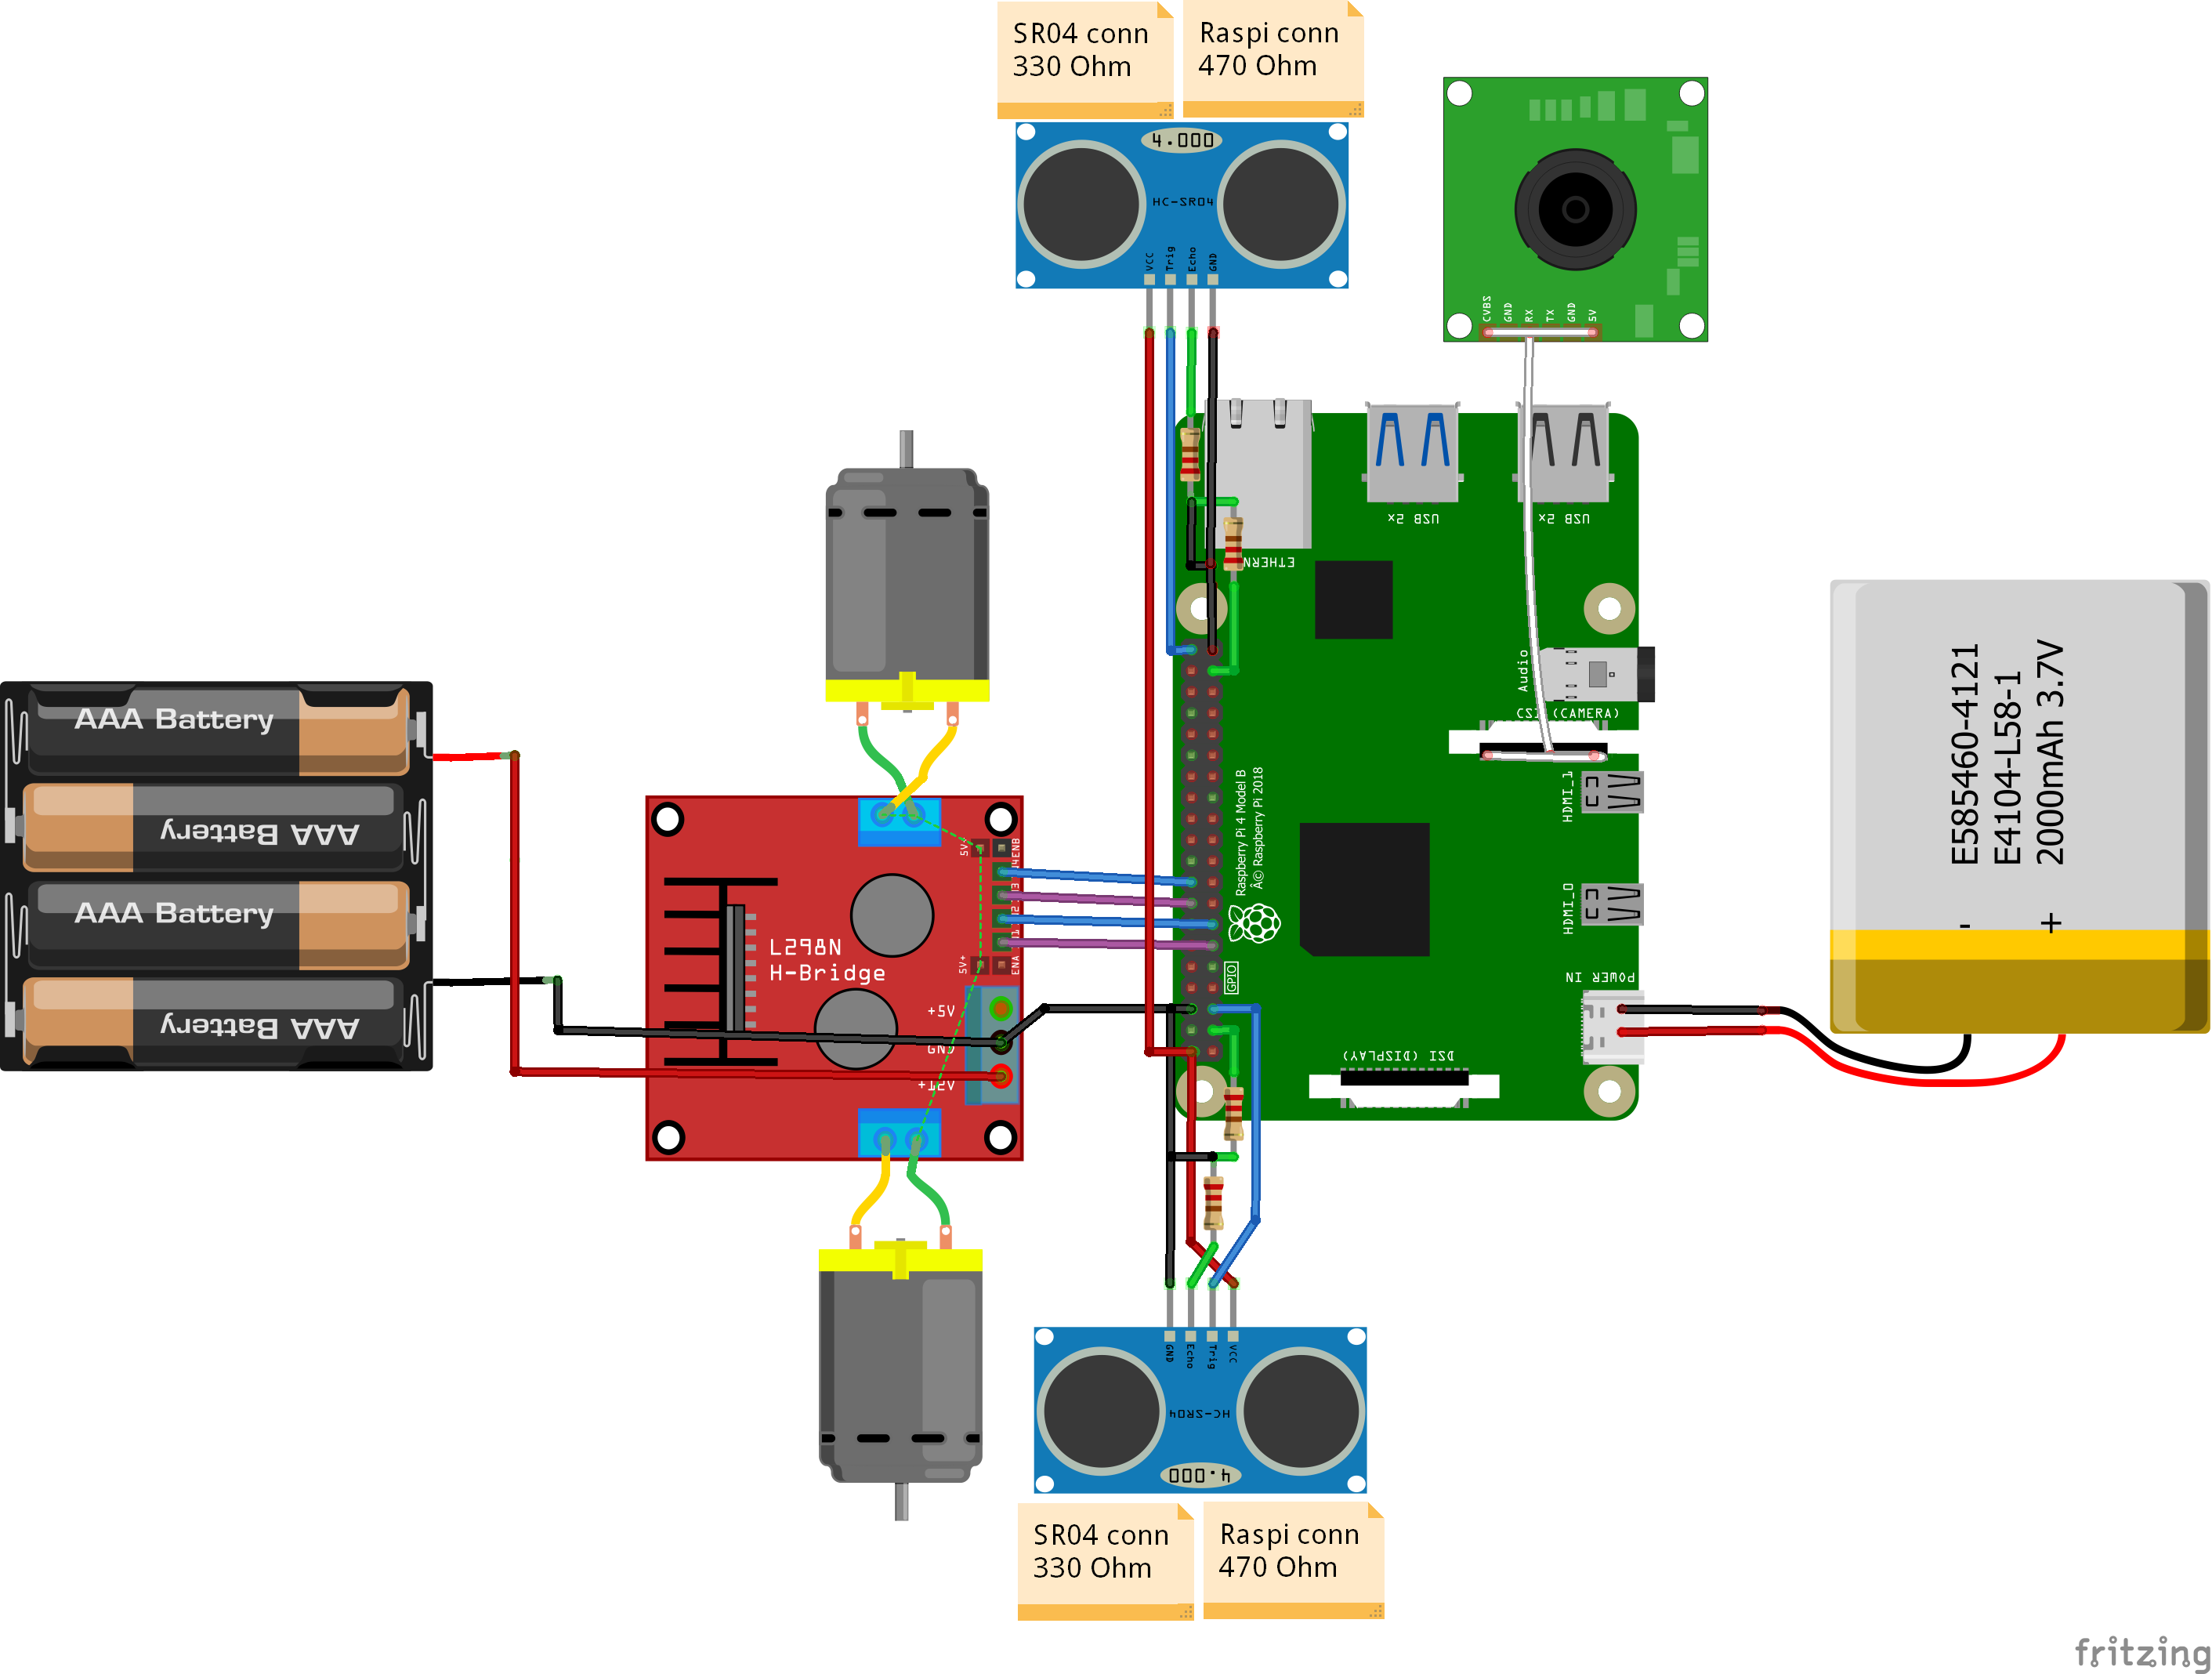 SR04 conn
330 Ohm
Raspi conn
470 Ohm
4.000
HC-SR04
VCC
Trig
Echo
GND
CVBS
GND
RX
TX
GND
5V
USB 2x
USB 2x
ETHERN
Audio
CSI (CAMERA)
HDMI_1
HDMI_0
Raspberry Pi 4 Model B
Â© Raspberry Pi 2018
GPIO
POWER IN
DSI (DISPLAY)
AAA Battery
AAA Battery
AAA Battery
AAA Battery
L298N
H-Bridge
ENB
5V+
ENA
+5V
GND
+12V
E585460-4121
E4104-L58-1
2000mAh 3.7V
- +
GND
Echo
Trig
VCC
HC-SR04
4.000
SR04 conn
330 Ohm
Raspi conn
470 Ohm
fritzing